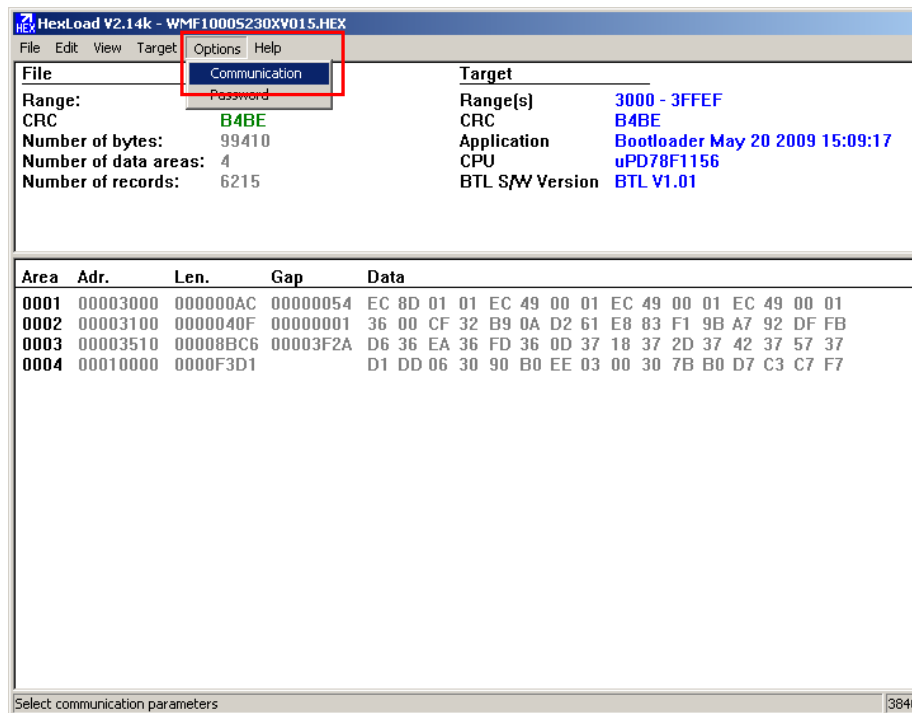 HexLoad V2.14k - WMF1000S230XV015.HEX
File Edit View Target Options Help
Communication
Password
File
Range:
CRC B4BE
Number of bytes: 99410
Number of data areas: 4
Number of records: 6215
Target
Range(s) 3000 - 3FFEF
CRC B4BE
Application Bootloader May 20 2009 15:09:17
CPU uPD78F1156
BTL S/W Version BTL V1.01
Area Adr. Len. Gap Data
0001 00003000 000000AC 00000054 EC 8D 01 01 EC 49 00 01 EC 49 00 01 EC 49 00 01
0002 00003100 0000040F 00000001 36 00 CF 32 B9 0A D2 61 E8 83 F1 9B A7 92 DF FB
0003 00003510 00008BC6 00003F2A D6 36 EA 36 FD 36 0D 37 18 37 2D 37 42 37 57 37
0004 00010000 0000F3D1 D1 DD 06 30 90 B0 EE 03 00 30 7B B0 D7 C3 C7 F7
Select communication parameters